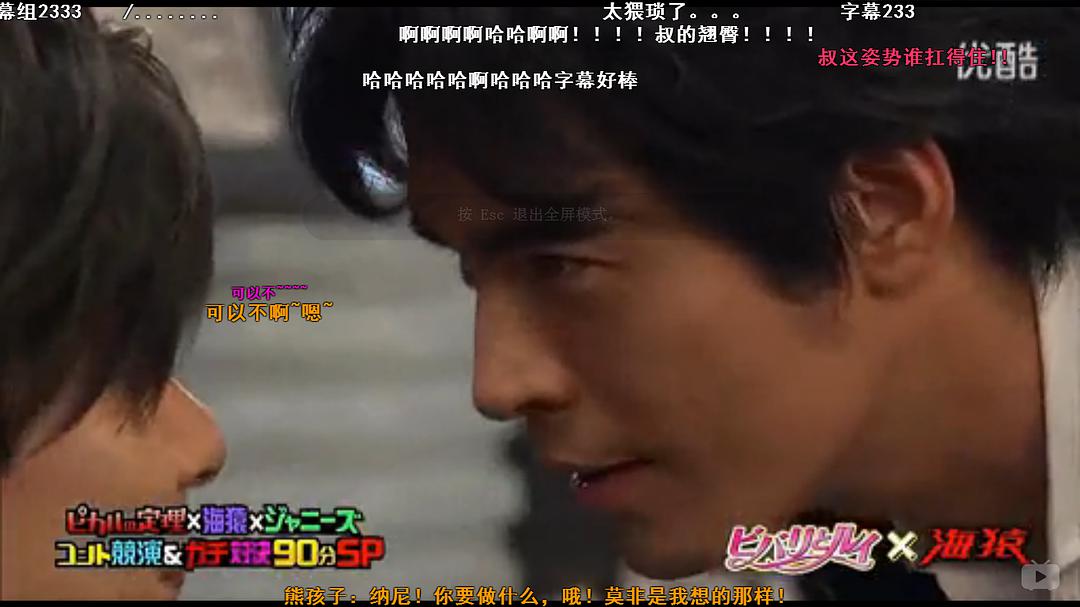 幕组2333
/........
太猥琐了。。。
字幕233
啊啊啊啊哈哈啊啊！！！！叔的翘臀！！！！
叔这姿势谁扛得住!!
优酷
哈哈哈哈哈啊哈哈哈字幕好棒
按 Esc 退出全屏模式。
可以不~~~~
可以不啊~嗯~
ピカルの定理×海猿×ジャニーズ
コント競演&ガチ対決90分SP
ビバリとルイ×海猿
熊孩子：纳尼！你要做什么，哦！莫非是我想的那样！